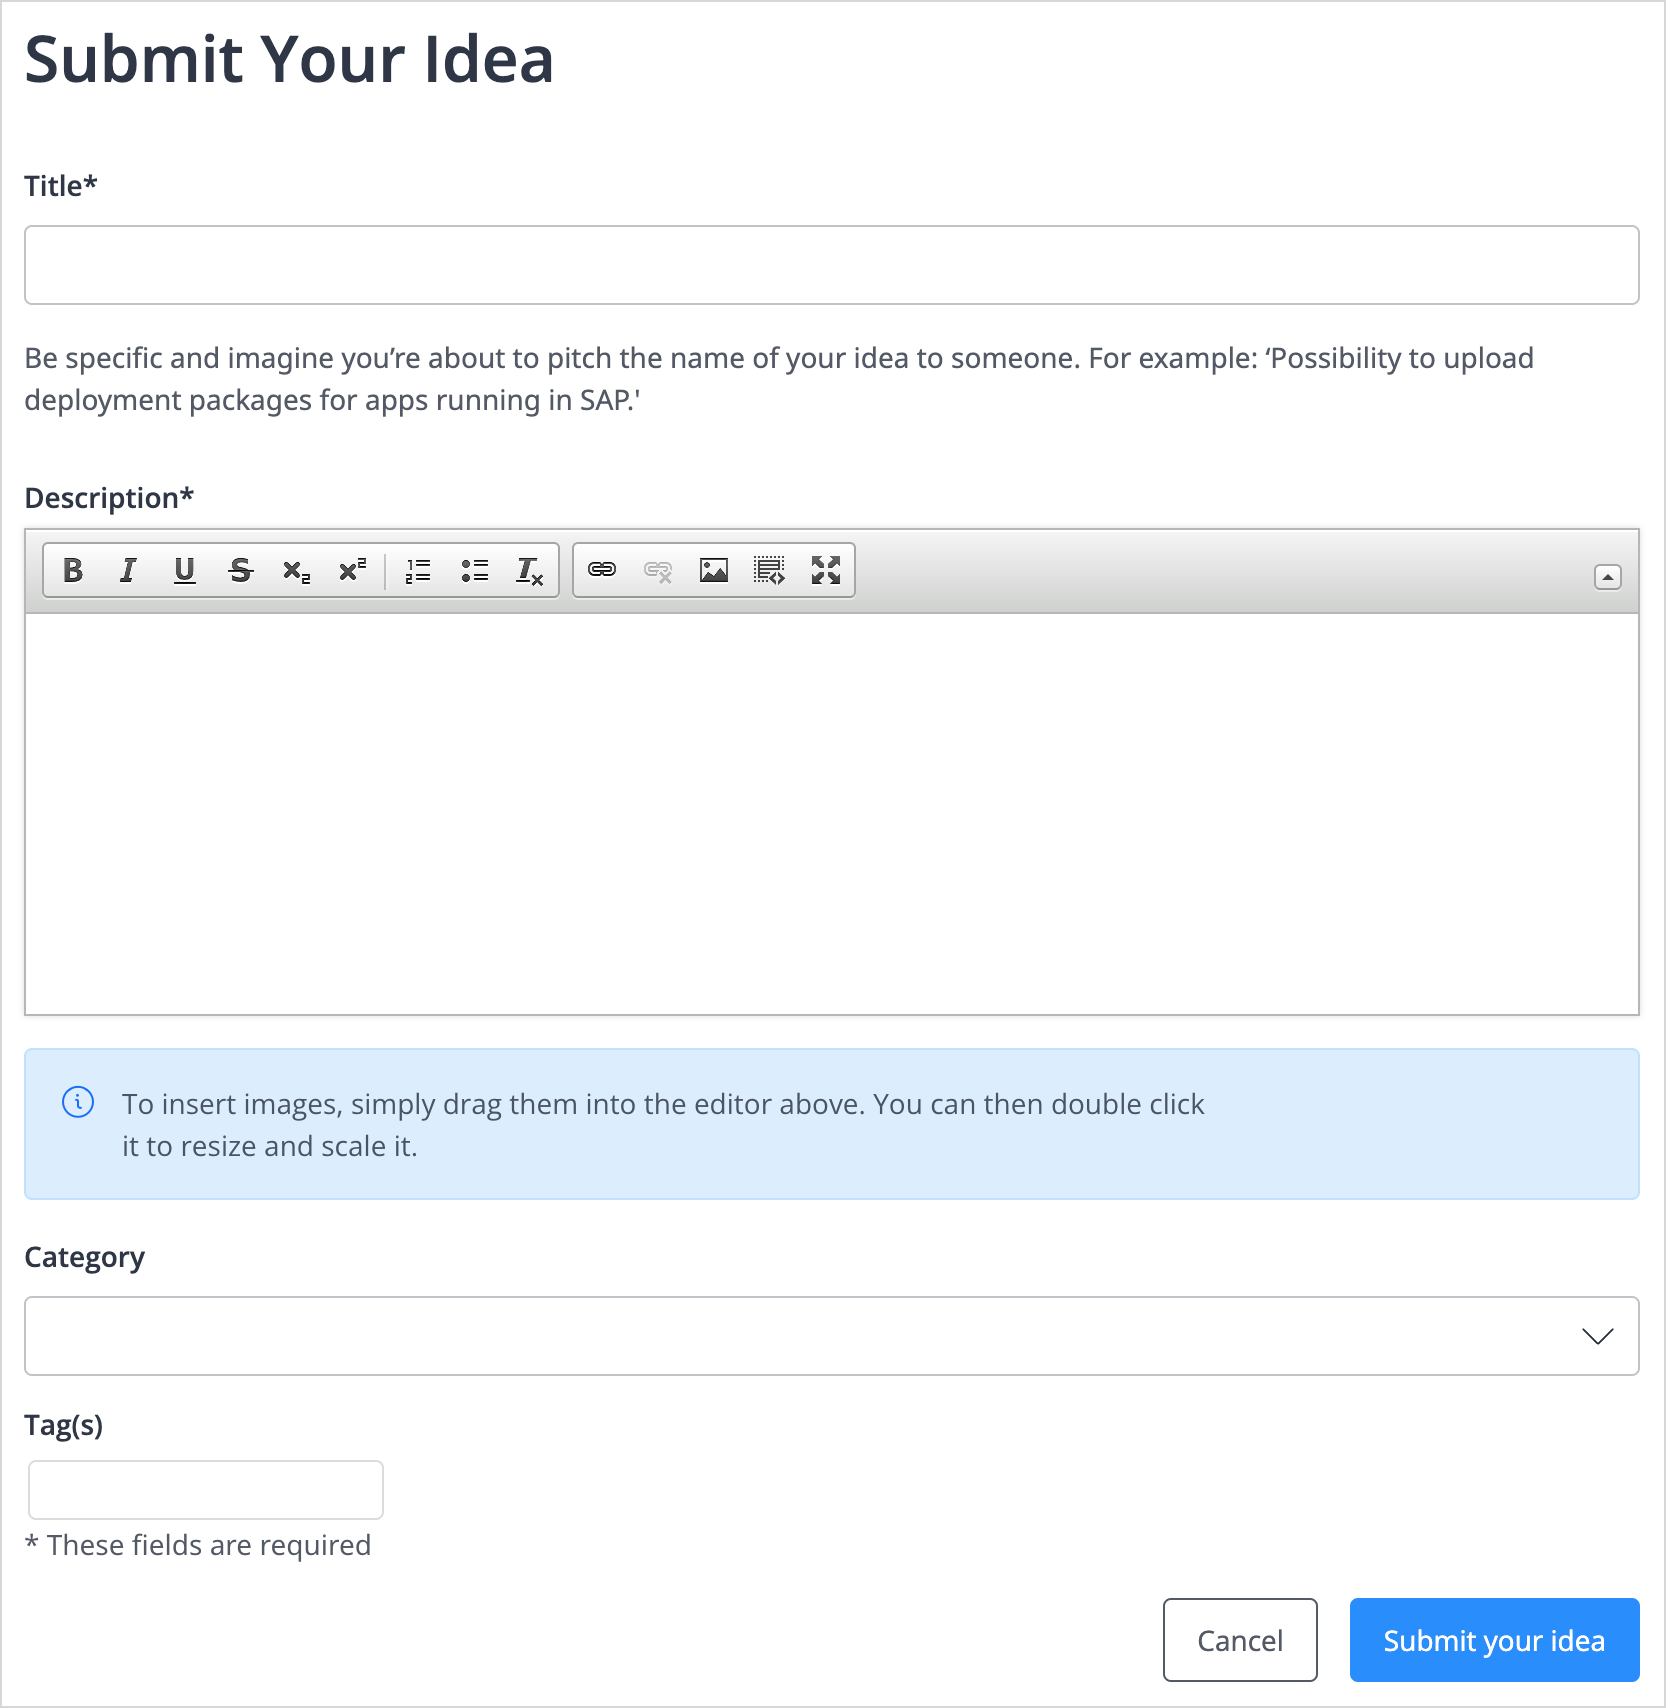 Submit Your Idea
Title*
Be specific and imagine you’re about to pitch the name of your idea to someone. For example: ‘Possibility to upload
deployment packages for apps running in SAP.'
Description*
To insert images, simply drag them into the editor above. You can then double click
it to resize and scale it.
Category
Tag(s)
* These fields are required
Cancel
Submit your idea